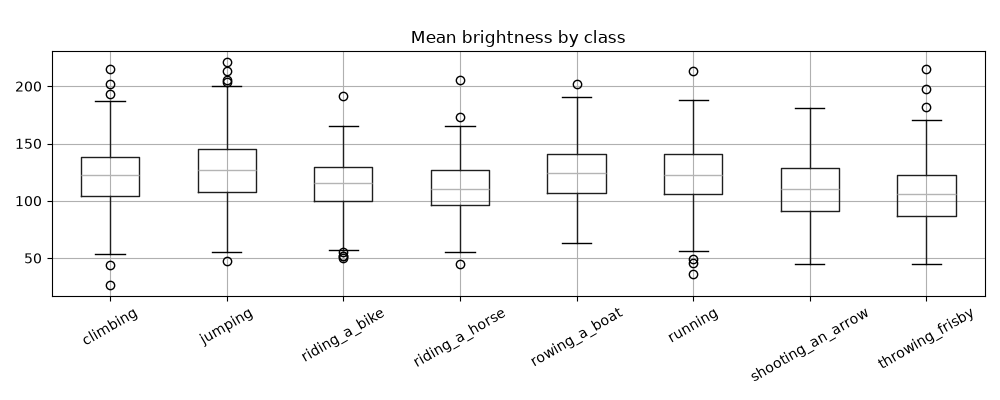 Mean brightness by class
200
150
100
50
climbing
jumping
riding_a_bike
riding_a_horse
rowing_a_boat
running
shooting_an_arrow
throwing_frisby